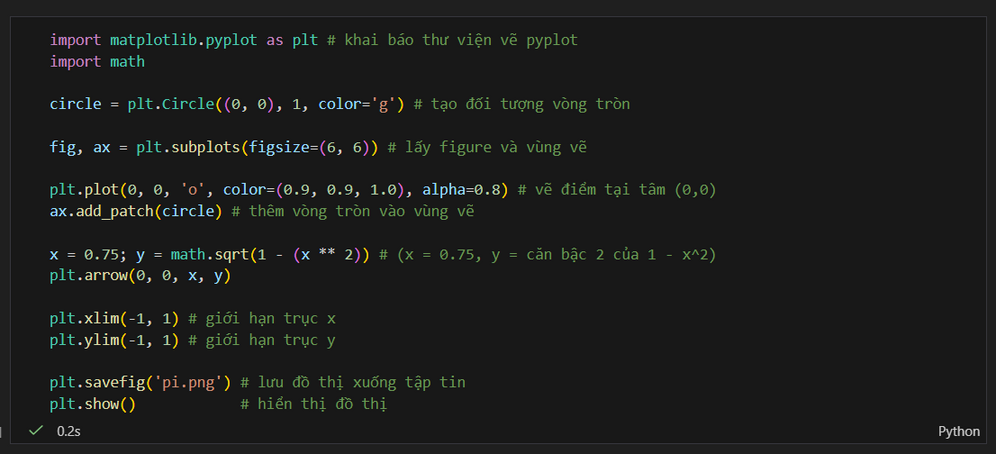 import matplotlib.pyplot as plt # khai báo thư viện vẽ pyplot
import math
circle = plt.Circle((0, 0), 1, color='g') # tạo đối tượng vòng tròn
fig, ax = plt.subplots(figsize=(6, 6)) # lấy figure và vùng vẽ
plt.plot(0, 0, 'o', color=(0.9, 0.9, 1.0), alpha=0.8) # vẽ điểm tại tâm (0,0)
ax.add_patch(circle) # thêm vòng tròn vào vùng vẽ
x = 0.75; y = math.sqrt(1 - (x ** 2)) # (x = 0.75, y = căn bậc 2 của 1 - x^2)
plt.arrow(0, 0, x, y)
plt.xlim(-1, 1) # giới hạn trục x
plt.ylim(-1, 1) # giới hạn trục y
plt.savefig('pi.png') # lưu đồ thị xuống tập tin
plt.show() # hiển thị đồ thị
0.2s
Python